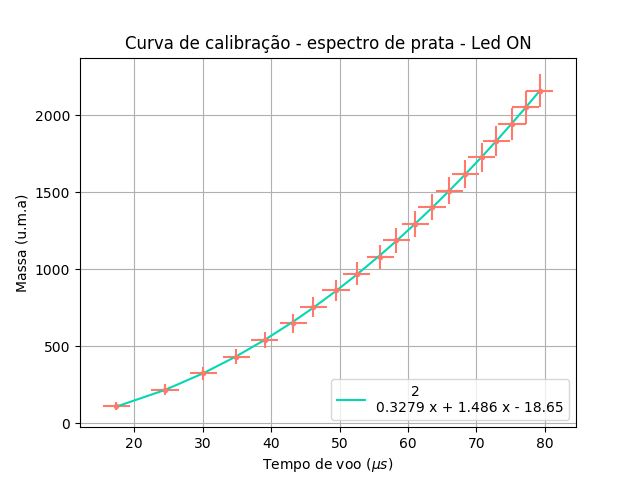 Curva de calibração - espectro de prata - Led ON
Massa (u.m.a)
2000
1500
1000
500
0
20 30 40 50 60 70 80
Tempo de voo (μs)
2
0.3279 x + 1.486 x - 18.65